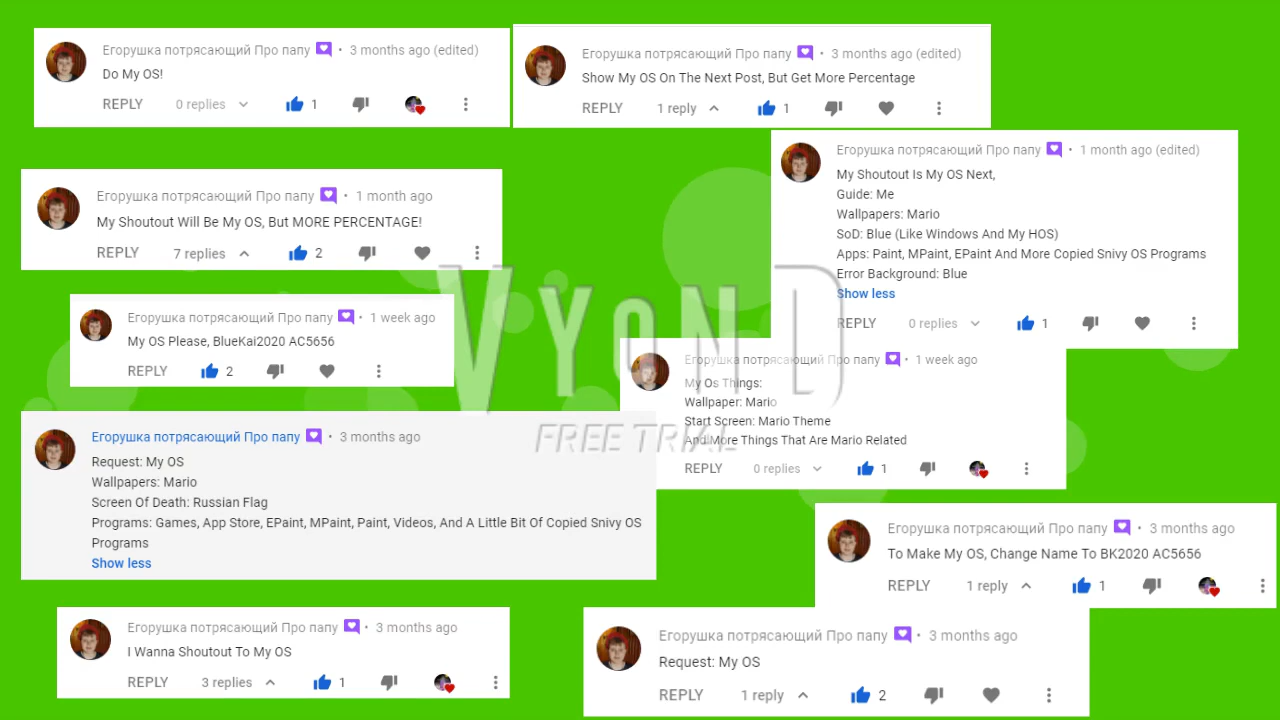 Егорушка потрясающий Про папу • 3 months ago (edited)
Do My OS!
REPLY 0 replies 1
Егорушка потрясающий Про папу • 3 months ago (edited)
Show My OS On The Next Post, But Get More Percentage
REPLY 1 reply 1
Егорушка потрясающий Про папу • 1 month ago (edited)
My Shoutout Is My OS Next,
Guide: Me
Wallpapers: Mario
SoD: Blue (Like Windows And My HOS)
Apps: Paint, MPaint, EPaint And More Copied Snivy OS Programs
Error Background: Blue
Show less
REPLY 0 replies 1
Егорушка потрясающий Про папу • 1 month ago
My Shoutout Will Be My OS, But MORE PERCENTAGE!
REPLY 7 replies 2
VYOND
FREE TRIAL
Егорушка потрясающий Про папу • 1 week ago
My OS Please, BlueKai2020 AC5656
REPLY 2
Егорушка потрясающий Про папу • 1 week ago
My Os Things:
Wallpaper: Mario
Start Screen: Mario Theme
And More Things That Are Mario Related
REPLY 0 replies 1
Егорушка потрясающий Про папу • 3 months ago
Request: My OS
Wallpapers: Mario
Screen Of Death: Russian Flag
Programs: Games, App Store, EPaint, MPaint, Paint, Videos, And A Little Bit Of Copied Snivy OS
Programs
Show less
Егорушка потрясающий Про папу • 3 months ago
To Make My OS, Change Name To BK2020 AC5656
REPLY 1 reply 1
Егорушка потрясающий Про папу • 3 months ago
I Wanna Shoutout To My OS
REPLY 3 replies 1
Егорушка потрясающий Про папу • 3 months ago
Request: My OS
REPLY 1 reply 2